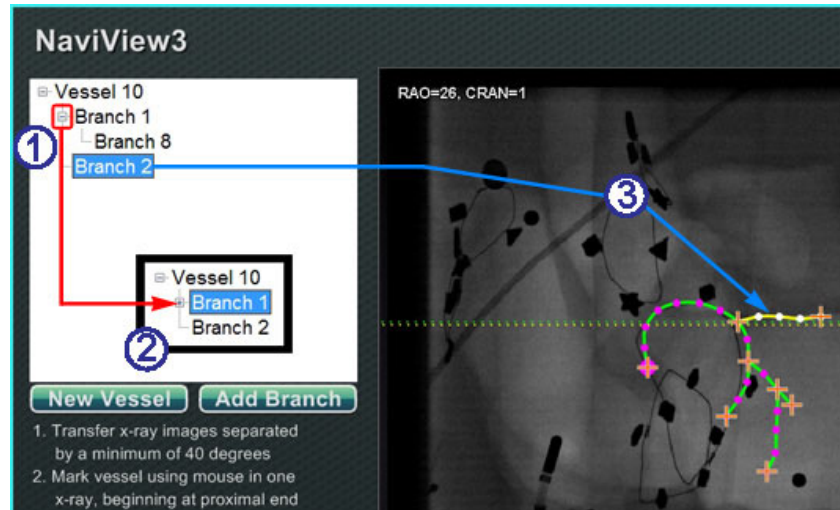 NaviView3
Vessel 10
Branch 1
Branch 8
Branch 2
1
Vessel 10
Branch 1
Branch 2
2
New Vessel
Add Branch
1. Transfer x-ray images separated
by a minimum of 40 degrees
2. Mark vessel using mouse in one
x-ray, beginning at proximal end
RAO=26, CRAN=1
3